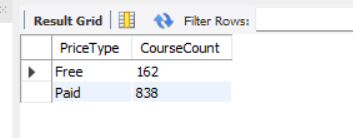 Result Grid Filter Rows:
PriceType CourseCount
Free 162
Paid 838